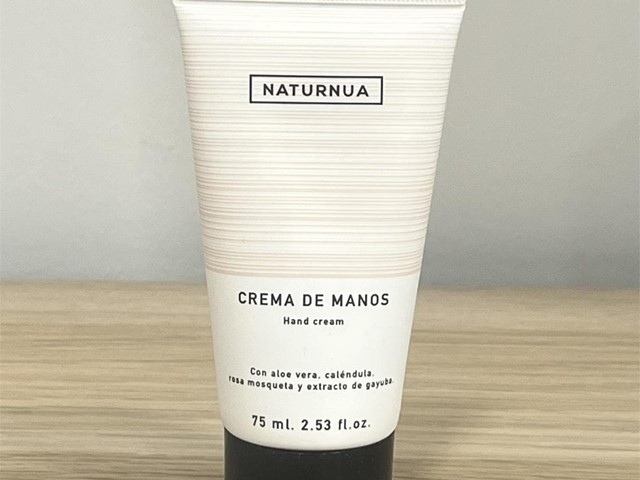 NATURNUA
CREMA DE MANOS
Hand cream
Con aloe vera, caléndula,
rosa mosqueta y extracto de gayuba.
75 ml. 2.53 fl.oz.